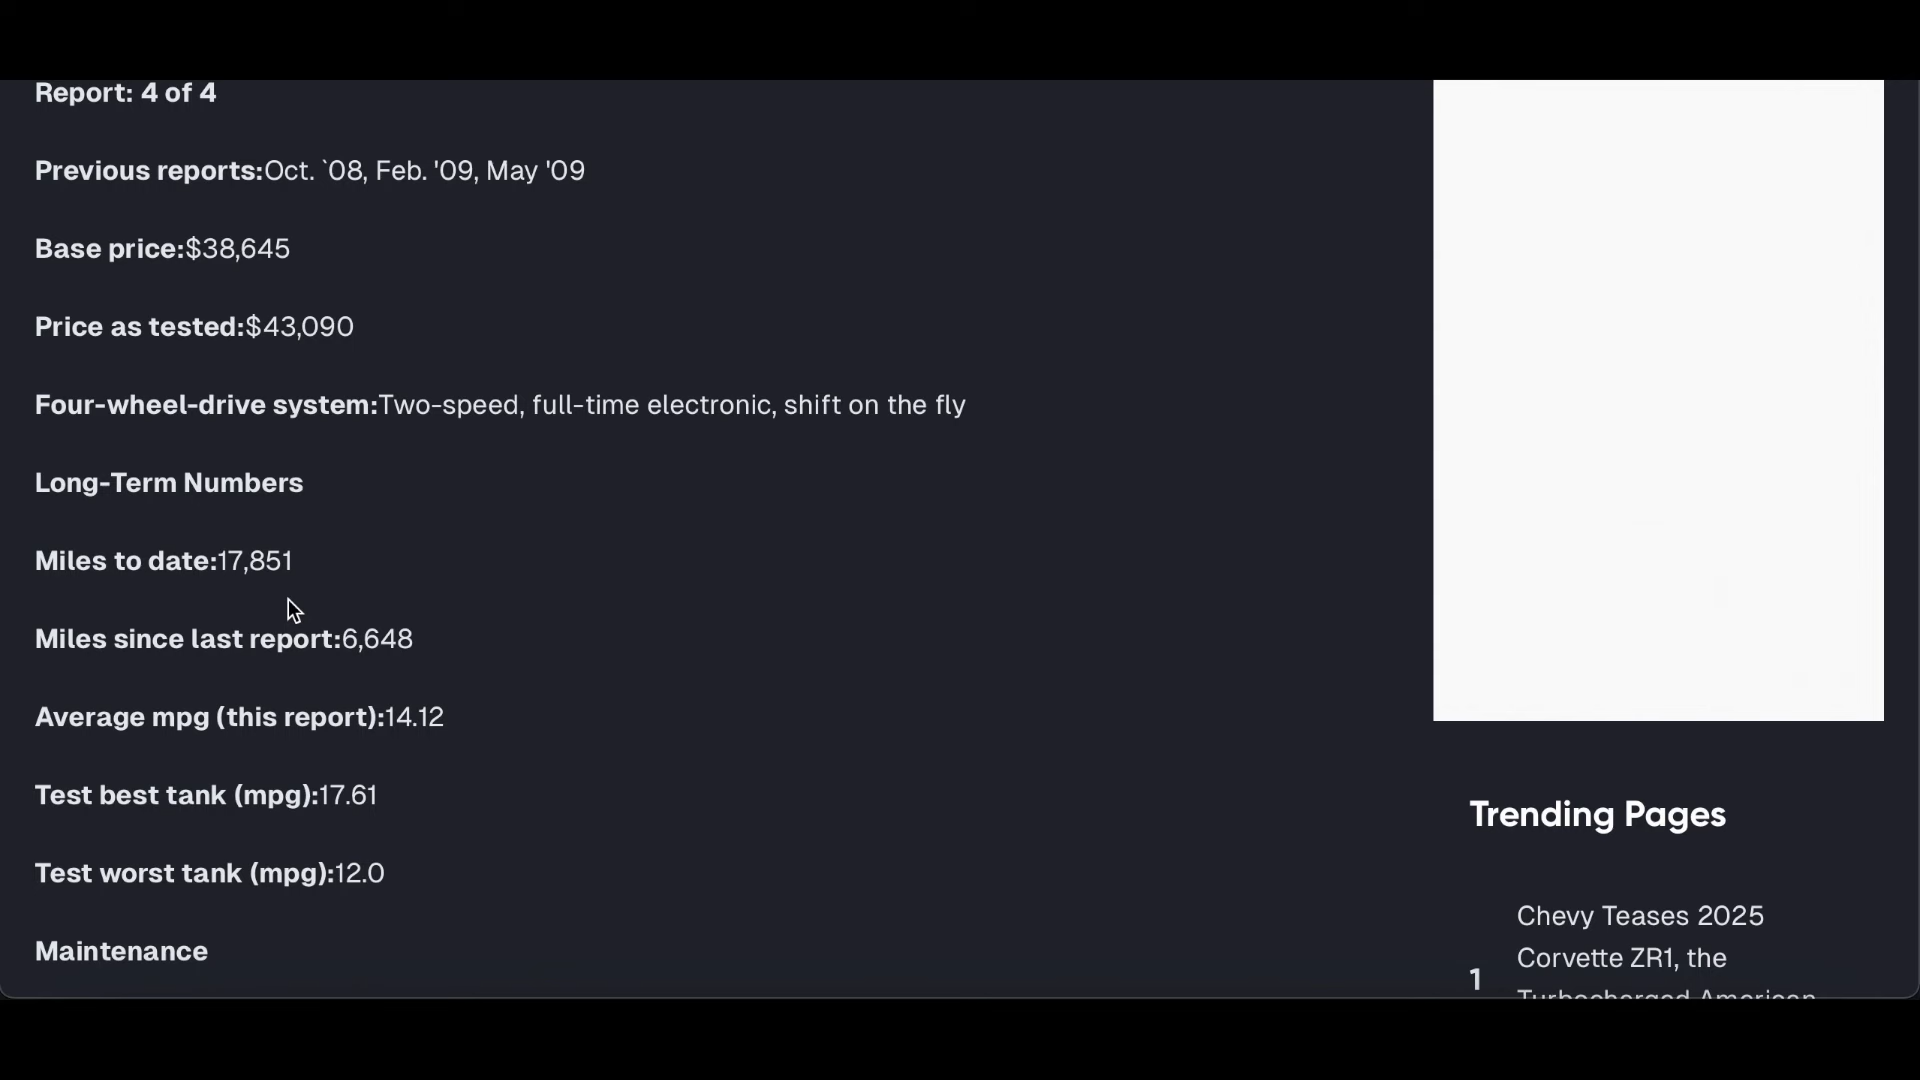 Report: 4 of 4
Previous reports:Oct. `08, Feb. '09, May '09
Base price:$38,645
Price as tested:$43,090
Four-wheel-drive system:Two-speed, full-time electronic, shift on the fly
Long-Term Numbers
Miles to date:17,851
Miles since last report:6,648
Average mpg (this report):14.12
Test best tank (mpg):17.61
Test worst tank (mpg):12.0
Maintenance
Trending Pages
1
Chevy Teases 2025
Corvette ZR1, the
Turbocharged American